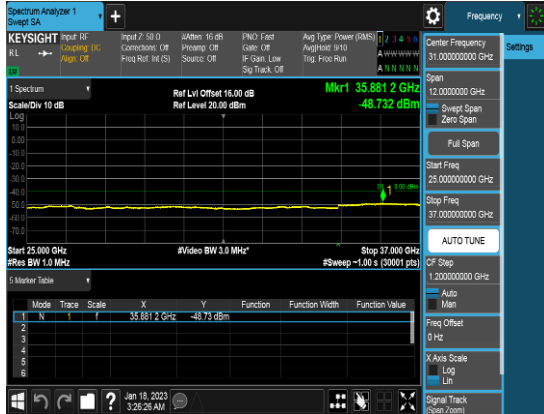 Spectrum Analyzer 1
Swept SA
Frequency
KEYSIGHT Input: RF
RL
Coupling: DC
Align: Off
Input Z: 50 Ω
Corrections: Off
Freq Ref: Int (S)
#Atten: 16 dB
Preamp: Off
Source: Off
PNO: Fast
Gate: Off
IF Gain: Low
Sig Track: Off
Avg Type: Power (RMS)
Avg|Hold: 9/10
Trig: Free Run
1 2 3 4 5 6
A W W W W W
A N N N N N
1 Spectrum
Scale/Div 10 dB
Ref Lvl Offset 16.00 dB
Ref Level 20.00 dBm
Mkr1 35.881 2 GHz
-48.732 dBm
Log
10.0
0.00
-10.0
-20.0
-30.0
-40.0
-50.0
-60.0
-70.0
1
Start 25.000 GHz
#Res BW 1.0 MHz
#Video BW 3.0 MHz*
Stop 37.000 GHz
#Sweep ~1.00 s (30001 pts)
5 Marker Table
Mode Trace Scale X Y Function Function Width Function Value
1 N 1 f 35.881 2 GHz -48.73 dBm
2
3
4
5
6
Jan 18, 2023
3:26:26 AM
Center Frequency
31.000000000 GHz
Settings
Span
12.0000000 GHz
Swept Span
Zero Span
Full Span
Start Freq
25.000000000 GHz
Stop Freq
37.000000000 GHz
AUTO TUNE
CF Step
1.200000000 GHz
Auto
Man
Freq Offset
0 Hz
X Axis Scale
Log
Lin
Signal Track
(Span Zoom)